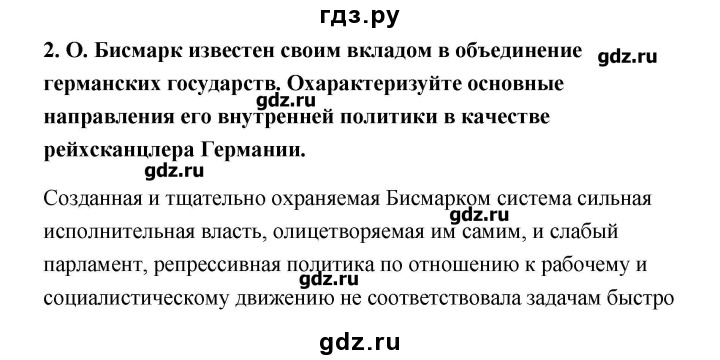 гдз.ру
2. О. Бисмарк известен своим вкладом в объединение
gdz.ru
германских государств. Охарактеризуйте основные
gdz.ru
направления его внутренней политики в качестве
рейхсканцлера Германии.
gdz.ru
Созданная и тщательно охраняемая Бисмарком система сильная
gdz.ru
исполнительная власть, олицетворяемая им самим, и слабый
парламент, репрессивная политика по отношению к рабочему и
gdz.ru
социалистическому движению не соответствовала задачам быстро
gdz.ru